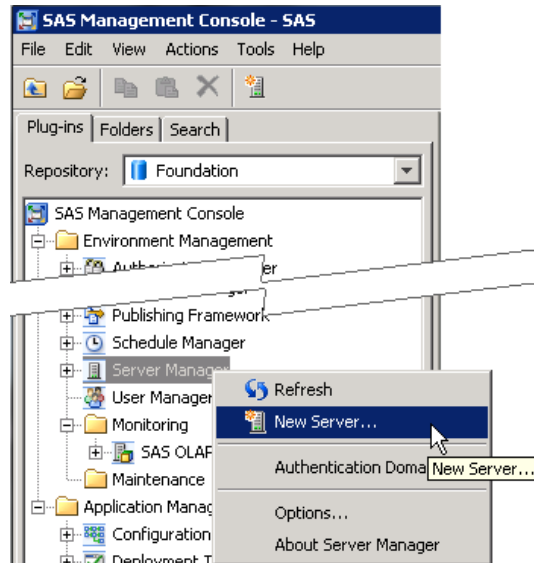 SAS Management Console - SAS
File Edit View Actions Tools Help
Plug-ins Folders Search
Repository: Foundation
SAS Management Console
Environment Management
er
Publishing Framework
Schedule Manager
Server Manager
User Manager
Refresh
Monitoring
New Server...
SAS OLAP
Authentication Doma
New Server...
Maintenance
Application Manag
Options...
Configuration
About Server Manager
Deployment T